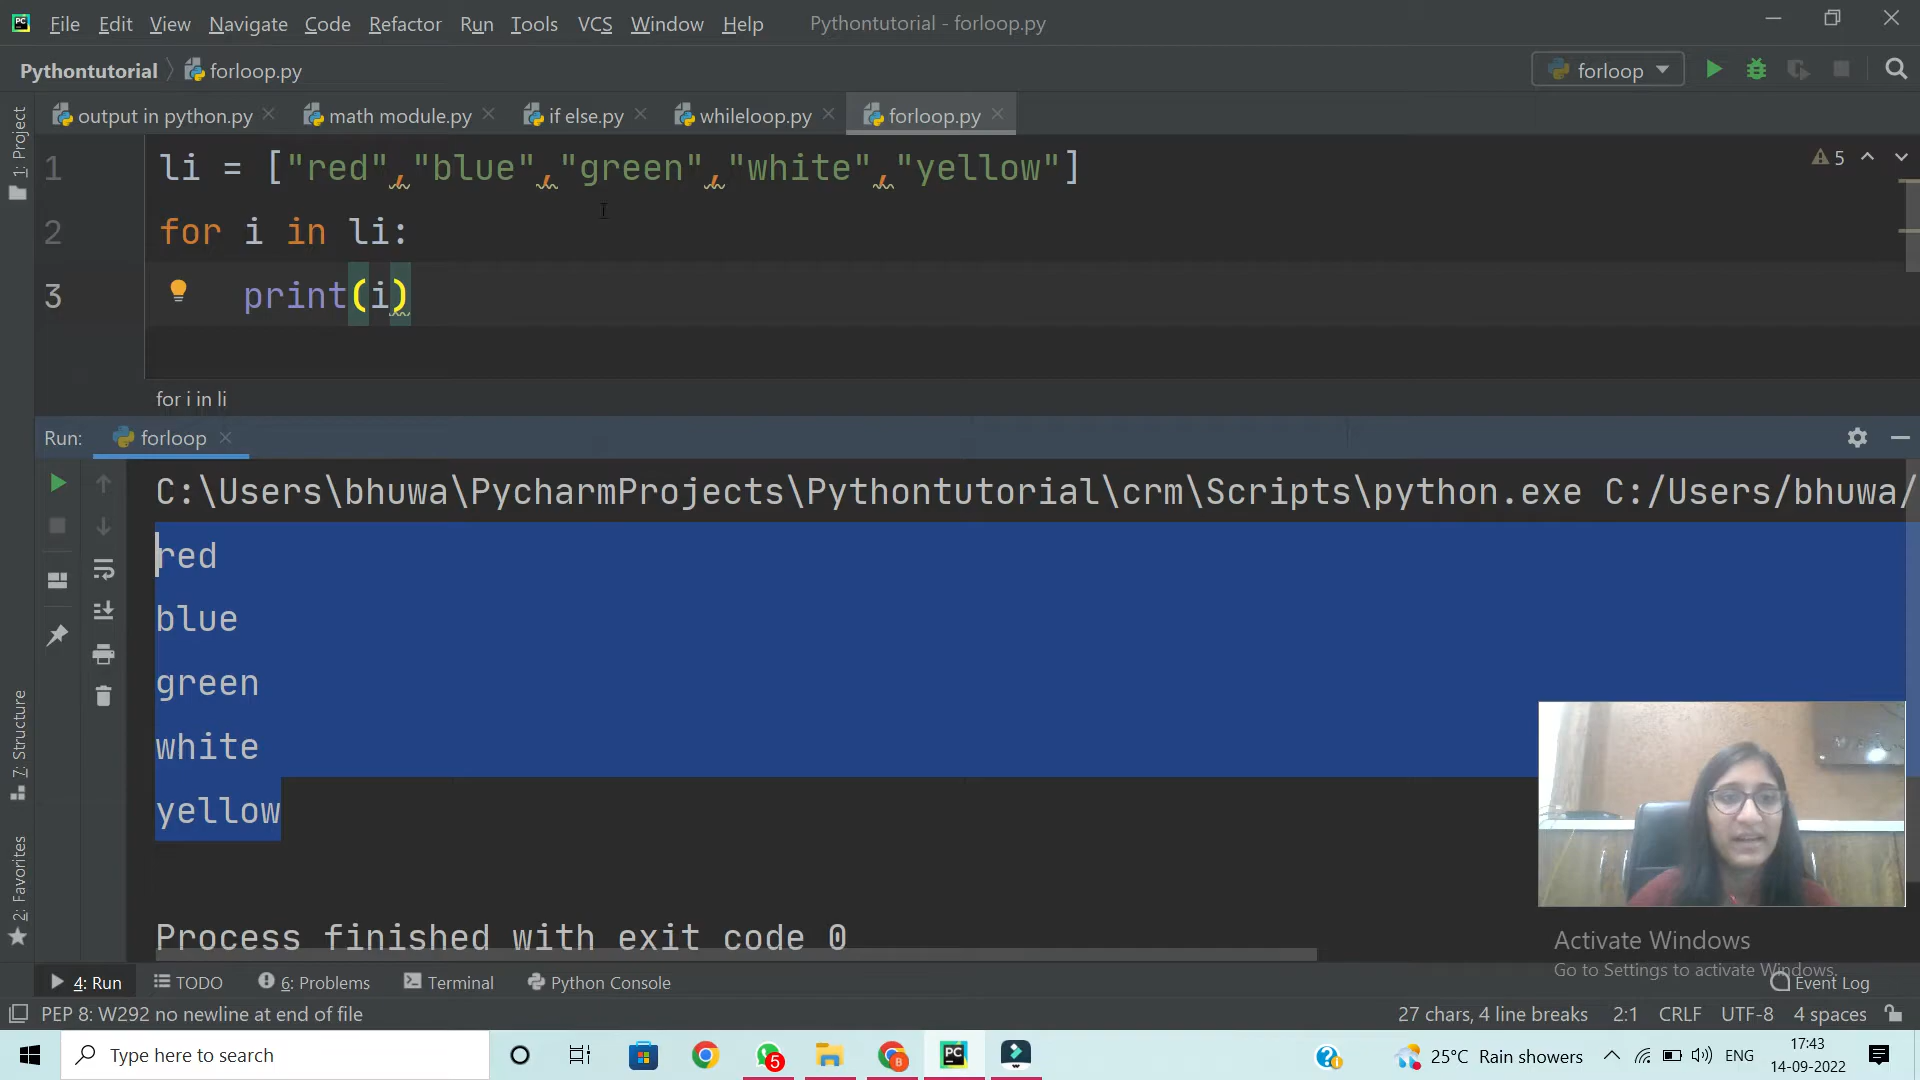 File Edit View Navigate Code Refactor Run Tools VCS Window Help Pythontutorial - forloop.py
Pythontutorial forloop.py forloop
output in python.py math module.py if else.py whileloop.py forloop.py
1 li = ["red","blue","green","white","yellow"] 5
2 for i in li:
3 print(i)
for i in li
Run: forloop
C:\Users\bhuwa\PycharmProjects\Pythontutorial\crm\Scripts\python.exe C:/Users/bhuwa/
red
blue
green
white
yellow
Process finished with exit code 0
1: Project
7: Structure
2: Favorites
Activate Windows
Go to Settings to activate Windows.
4: Run TODO 6: Problems Terminal Python Console Event Log
PEP 8: W292 no newline at end of file 27 chars, 4 line breaks 2:1 CRLF UTF-8 4 spaces
Type here to search 5 PC 25°C Rain showers ENG 17:43
14-09-2022